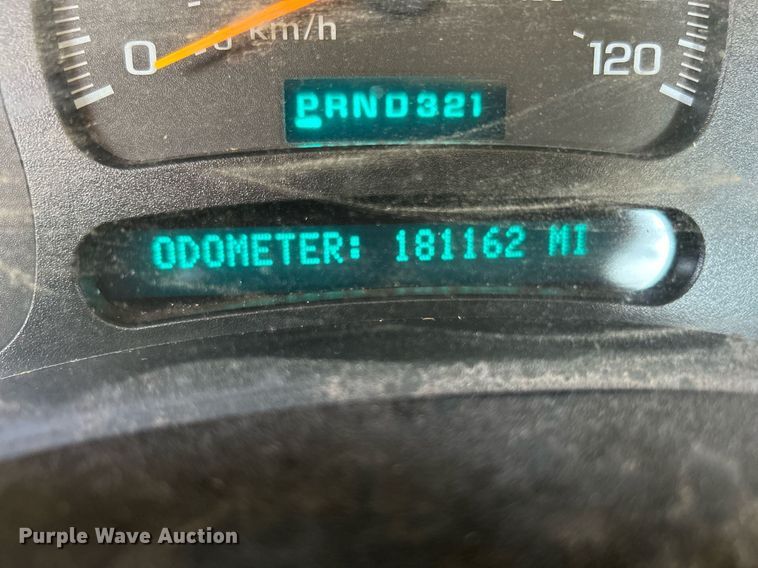 km/h
0
120
PRND321
ODOMETER: 181162 MI
Purple Wave Auction